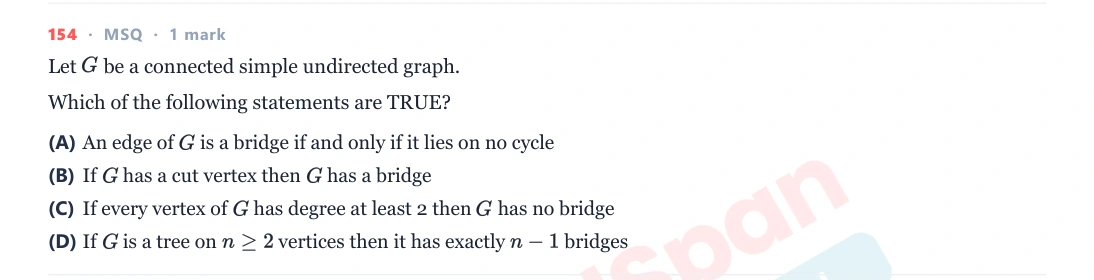 154 · MSQ · 1 mark
Let G be a connected simple undirected graph.
Which of the following statements are TRUE?
(A) An edge of G is a bridge if and only if it lies on no cycle
(B) If G has a cut vertex then G has a bridge
(C) If every vertex of G has degree at least 2 then G has no bridge
(D) If G is a tree on n ≥ 2 vertices then it has exactly n − 1 bridges